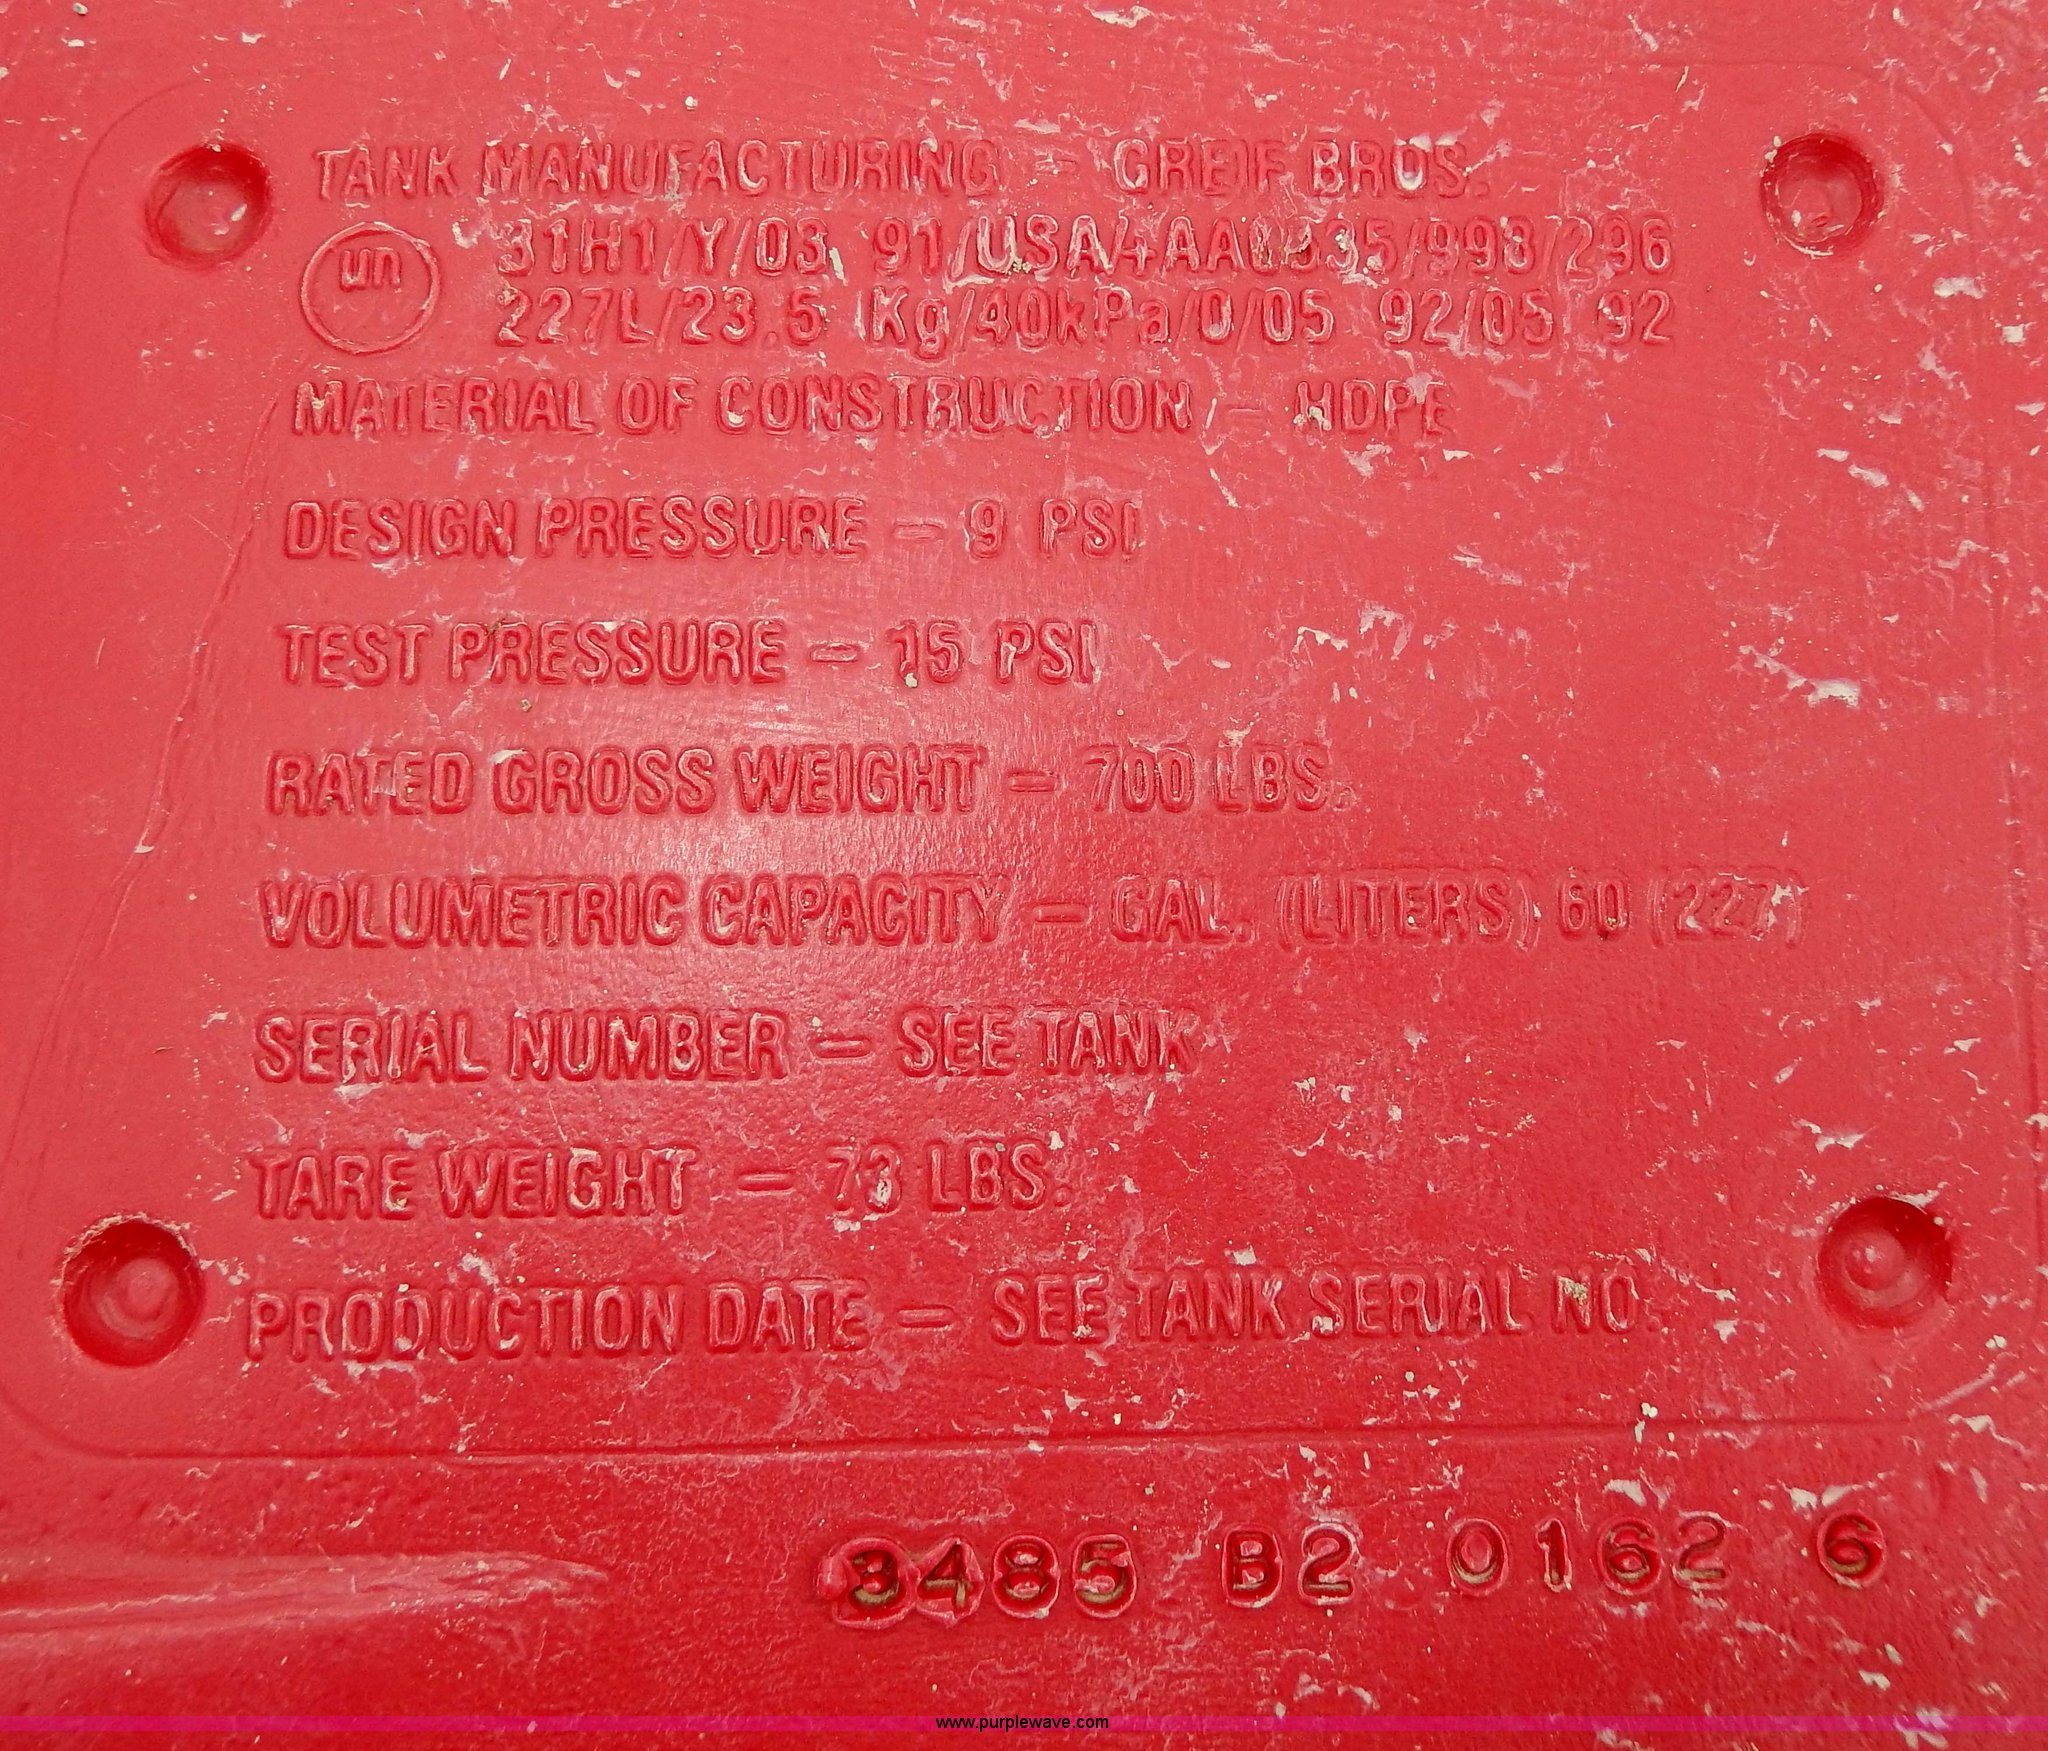 TANK MANUFACTURING - GREIF BROS.
un 31H1/Y/03 91/USA/+AA0335/998/296
227L/23.5 Kg/40kPa/0/05 92/05 92
MATERIAL OF CONSTRUCTION - HDPE
DESIGN PRESSURE - 9 PSI
TEST PRESSURE - 15 PSI
RATED GROSS WEIGHT - 700 LBS.
VOLUMETRIC CAPACITY - GAL. (LITERS) 60 (227)
SERIAL NUMBER - SEE TANK
TARE WEIGHT - 73 LBS.
PRODUCTION DATE - SEE TANK SERIAL NO.
3485 B2 0162 6
www.purplewave.com